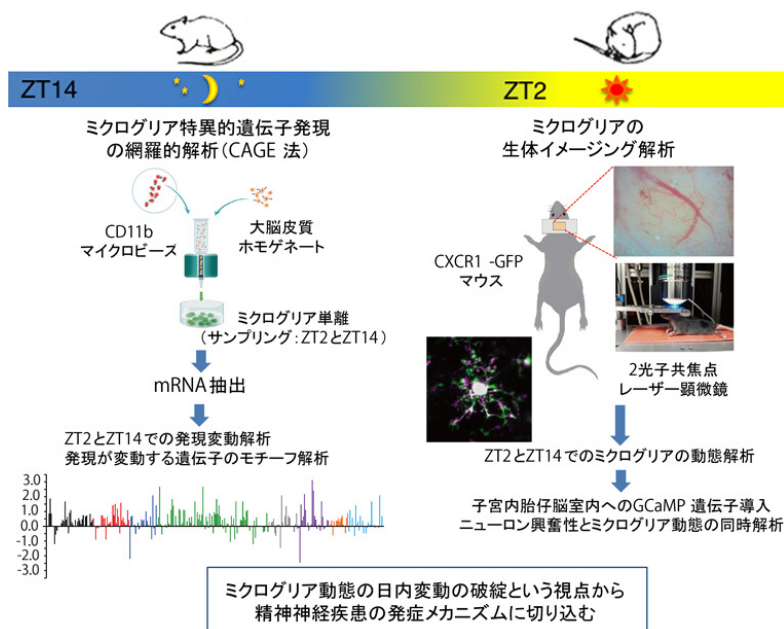 ZT14
ZT2
ミクログリア特異的遺伝子発現
の網羅的解析(CAGE 法)
CD11b
マイクロビーズ
大脳皮質
ホモゲネート
ミクログリア単離
(サンプリング:ZT2とZT14)
mRNA 抽出
ZT2とZT14での発現変動解析
発現が変動する遺伝子のモチーフ解析
3.0
2.0
1.0
0.0
-1.0
-2.0
-3.0
ミクログリアの
生体イメージング解析
CXCR1 -GFP
マウス
2光子共焦点
レーザー顕微鏡
ZT2とZT14でのミクログリアの動態解析
子宮内胎仔脳室内へのGCaMP 遺伝子導入
ニューロン興奮性とミクログリア動態の同時解析
ミクログリア動態の日内変動の破綻という視点から
精神神経疾患の発症メカニズムに切り込む